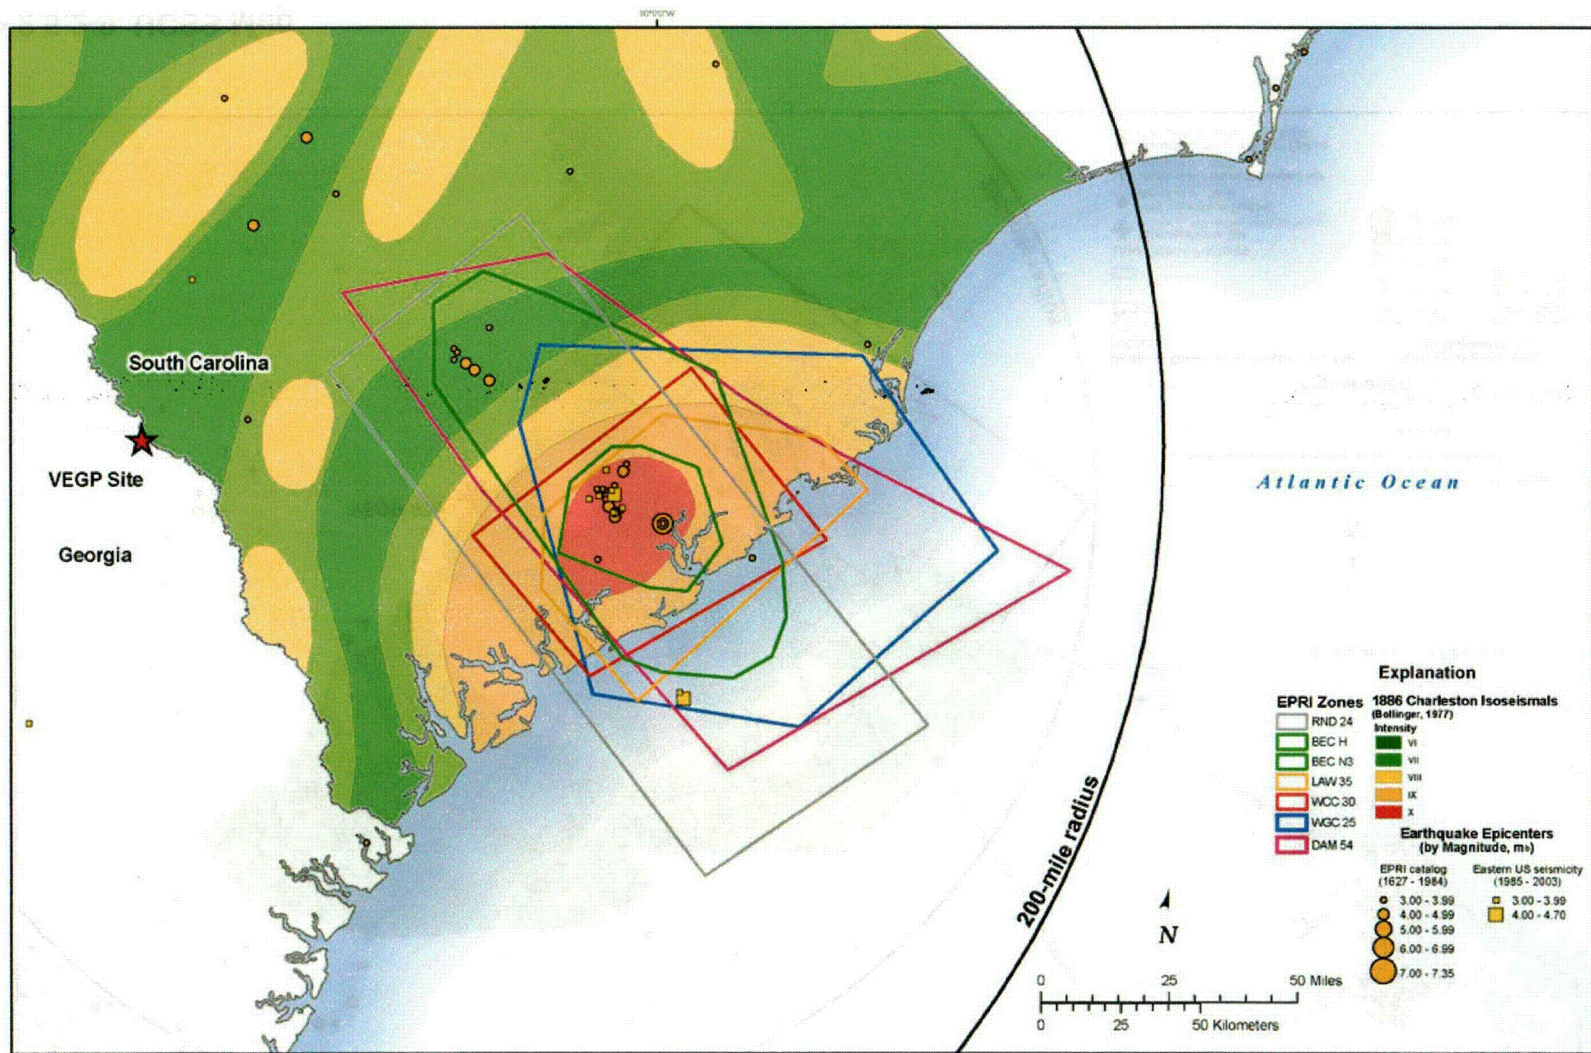 80°0'0"W
South Carolina
VEGP Site
Georgia
Atlantic Ocean
200-mile radius
Explanation
EPRI Zones
RND 24
BEC H
BEC N3
LAW 35
WCC 30
WGC 25
DAM 54
1886 Charleston Isoseismals
(Bollinger, 1977)
Intensity
VI
VII
VIII
IX
X
Earthquake Epicenters
(by Magnitude, mb)
EPRI catalog
(1627 - 1984)
3.00 - 3.99
4.00 - 4.99
5.00 - 5.99
6.00 - 6.99
7.00 - 7.35
Eastern US seismicity
(1985 - 2003)
3.00 - 3.99
4.00 - 4.70
N
0 25 50 Miles
0 25 50 Kilometers